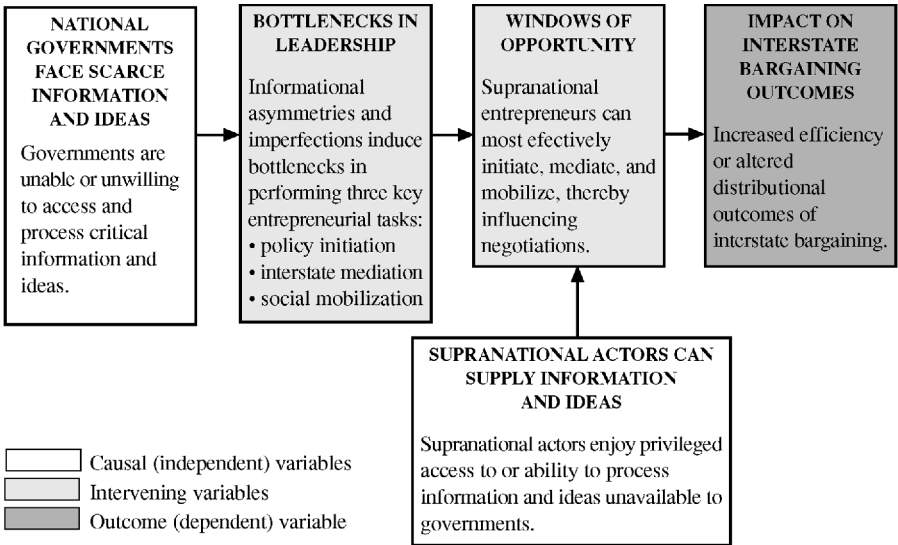 NATIONAL
GOVERNMENTS
FACE SCARCE
INFORMATION
AND IDEAS
Governments are
unable or unwilling
to access and
process critical
information and
ideas.
BOTTLENECKS IN
LEADERSHIP
Informational
asymmetries and
imperfections induce
bottlenecks in
performing three key
entrepreneurial tasks:
• policy initiation
• interstate mediation
• social mobilization
WINDOWS OF
OPPORTUNITY
Supranational
entrepreneurs can
most efectively
initiate, mediate, and
mobilize, thereby
influencing
negotiations.
IMPACT ON
INTERSTATE
BARGAINING
OUTCOMES
Increased efficiency
or altered
distributional
outcomes of
interstate bargaining.
SUPRANATIONAL ACTORS CAN
SUPPLY INFORMATION
AND IDEAS
Supranational actors enjoy privileged
access to or ability to process
information and ideas unavailable to
governments.
Causal (independent) variables
Intervening variables
Outcome (dependent) variable